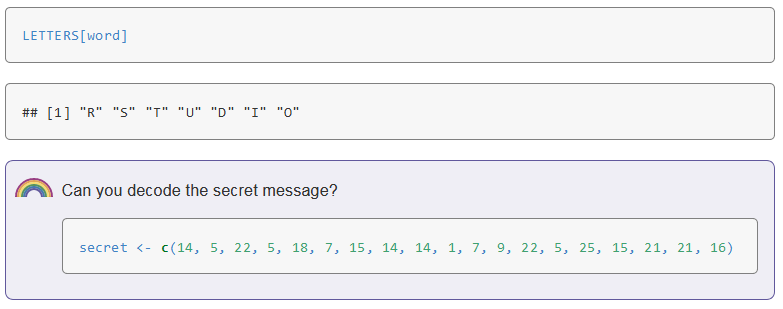 LETTERS[word]
## [1] "R" "S" "T" "U" "D" "I" "O"
Can you decode the secret message?
secret <- c(14, 5, 22, 5, 18, 7, 15, 14, 14, 1, 7, 9, 22, 5, 25, 15, 21, 21, 16)